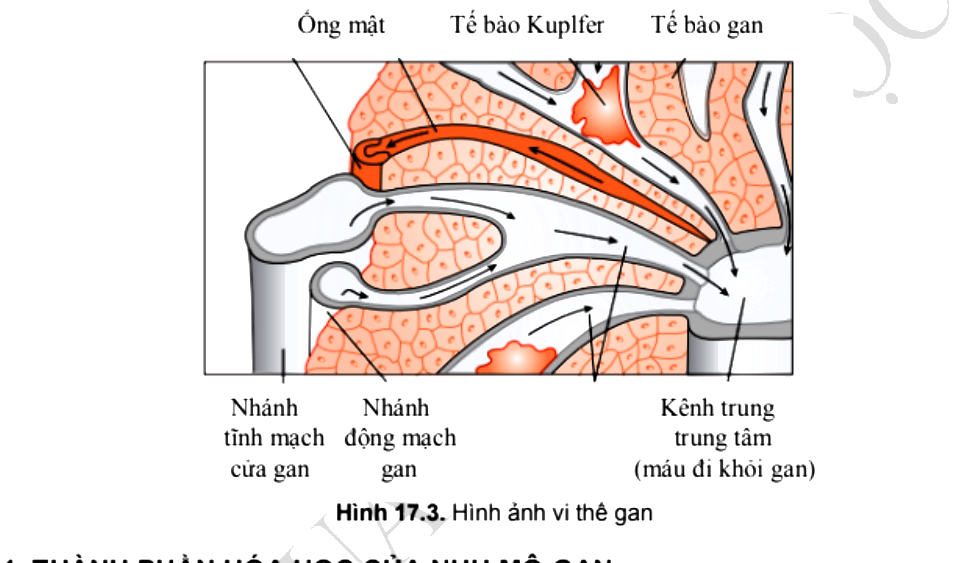 Ống mật Tế bào Kuplfer Tế bào gan
Nhánh
tĩnh mạch
cửa gan
Nhánh
động mạch
gan
Kênh trung
trung tâm
(máu đi khỏi gan)
Hình 17.3. Hình ảnh vi thể gan